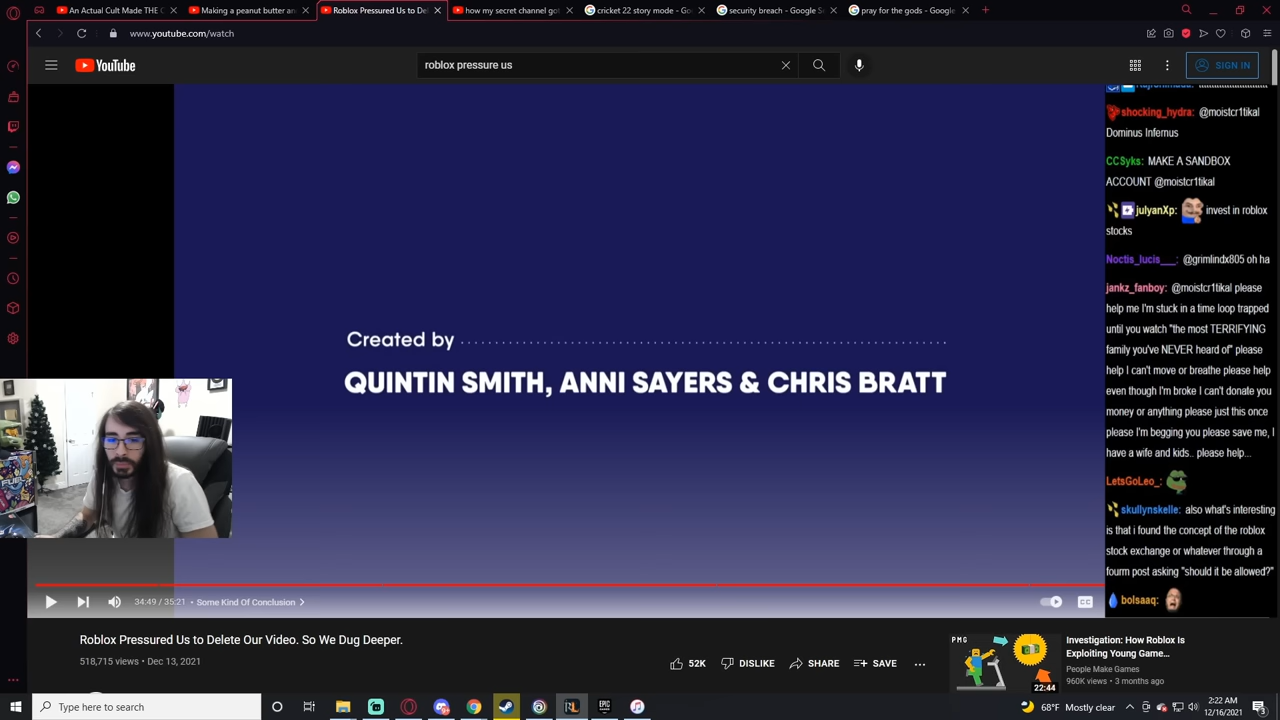 An Actual Cult Made THE C
Making a peanut butter an
Roblox Pressured Us to Del
how my secret channel got
cricket 22 story mode - Goo
security breach - Google Se
pray for the gods - Google
www.youtube.com/watch
YouTube
roblox pressure us
SIGN IN
shocking_hydra: @moistcr1tikal
Dominus Infernus
CCSyks: MAKE A SANDBOX
ACCOUNT @moistcr1tikal
julyanXp: invest in roblox
stocks
Noctis_lucis___: @grimlindx805 oh ha
jankz_fanboy: @moistcr1tikal please
help me I'm stuck in a time loop trapped
until you watch "the most TERRIFYING
family you've NEVER heard of" please
help I can't move or breathe please help
even though I'm broke I can't donate you
money or anything please just this once
please I'm begging you please save me, I
have a wife and kids.. please help...
LetsGoLeo_:
skullynskelle: also what's interesting
is that i found the concept of the roblox
stock exchange or whatever through a
fourm post asking "should it be allowed?"
bolsaaq:
Created by
QUINTIN SMITH, ANNI SAYERS & CHRIS BRATT
34:49 / 35:21 • Some Kind Of Conclusion
CC
Roblox Pressured Us to Delete Our Video. So We Dug Deeper.
518,715 views • Dec 13, 2021
52K
DISLIKE
SHARE
SAVE
PMG
22:44
Investigation: How Roblox Is
Exploiting Young Game...
People Make Games
960K views • 3 months ago
Type here to search
68°F Mostly clear
2:22 AM
12/16/2021